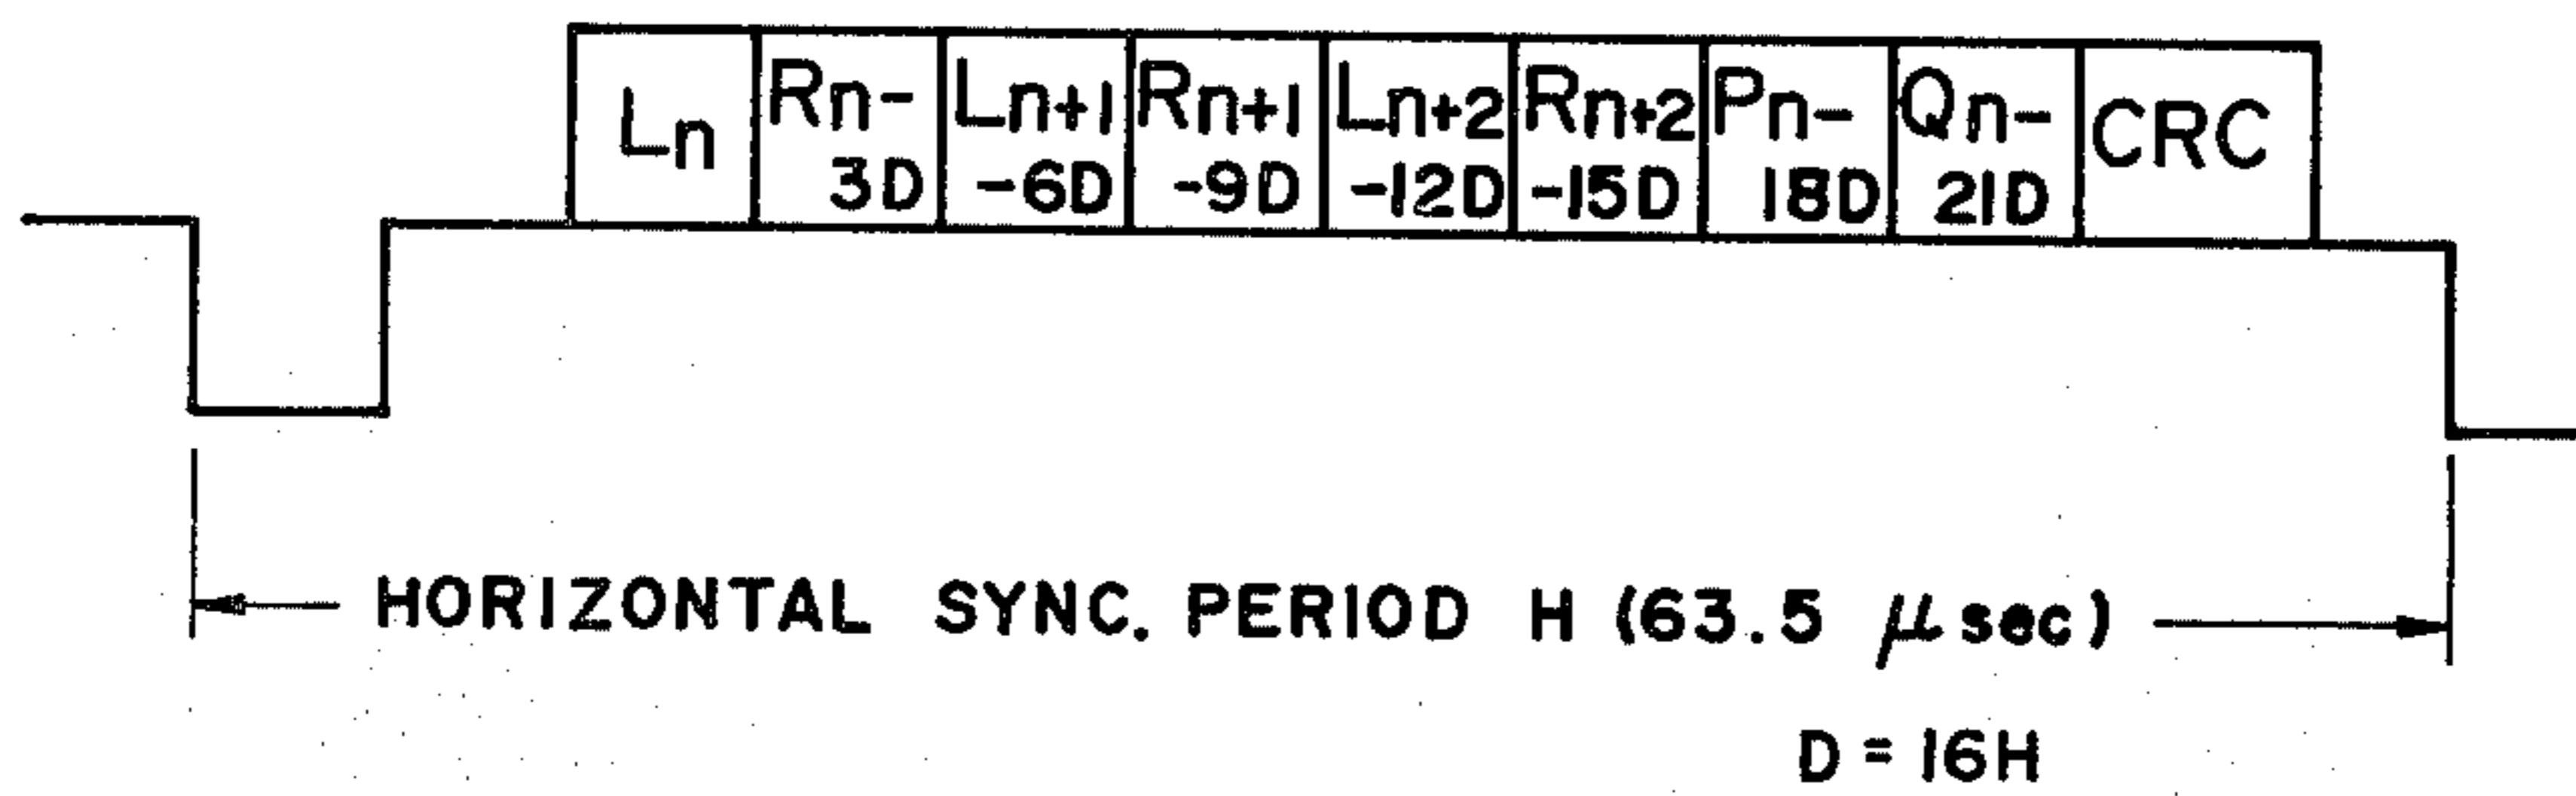 Ln
Rn-
3D
Ln+1
-6D
Rn+1
-9D
Ln+2
-12D
Rn+2
-15D
Pn-
18D
Qn-
21D
CRC
HORIZONTAL SYNC. PERIOD H (63.5 μsec)
D = 16H